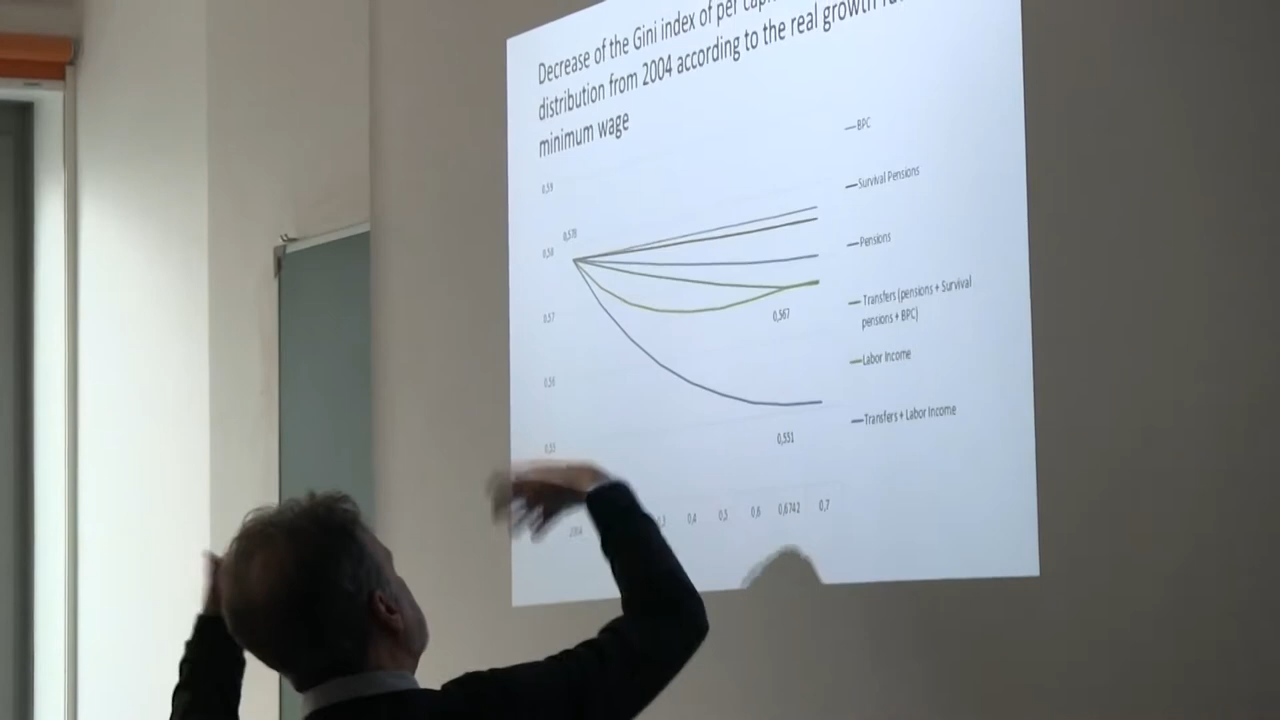 Decrease of the Gini index of per
distribution from 2004 according to the real growth
minimum wage
BPC
Survival Pensions
Pensions
Transfers (pensions + Survival
pensions + BPC)
Labor Income
Transfers + Labor Income
0,59
0,578
0,58
0,57
0,567
0,56
0,551
0,55
2004
0,4
0,5
0,6
0,6742
0,7